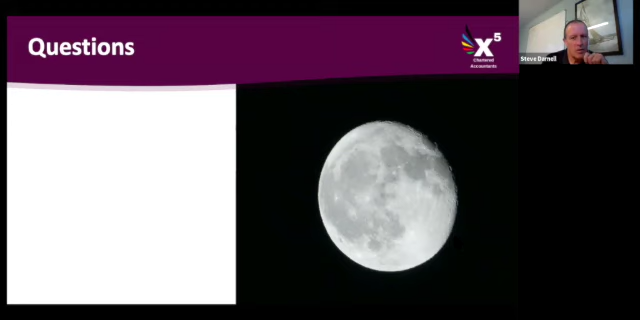 Questions
x5
Chartered
Accountants
Steve Darnell